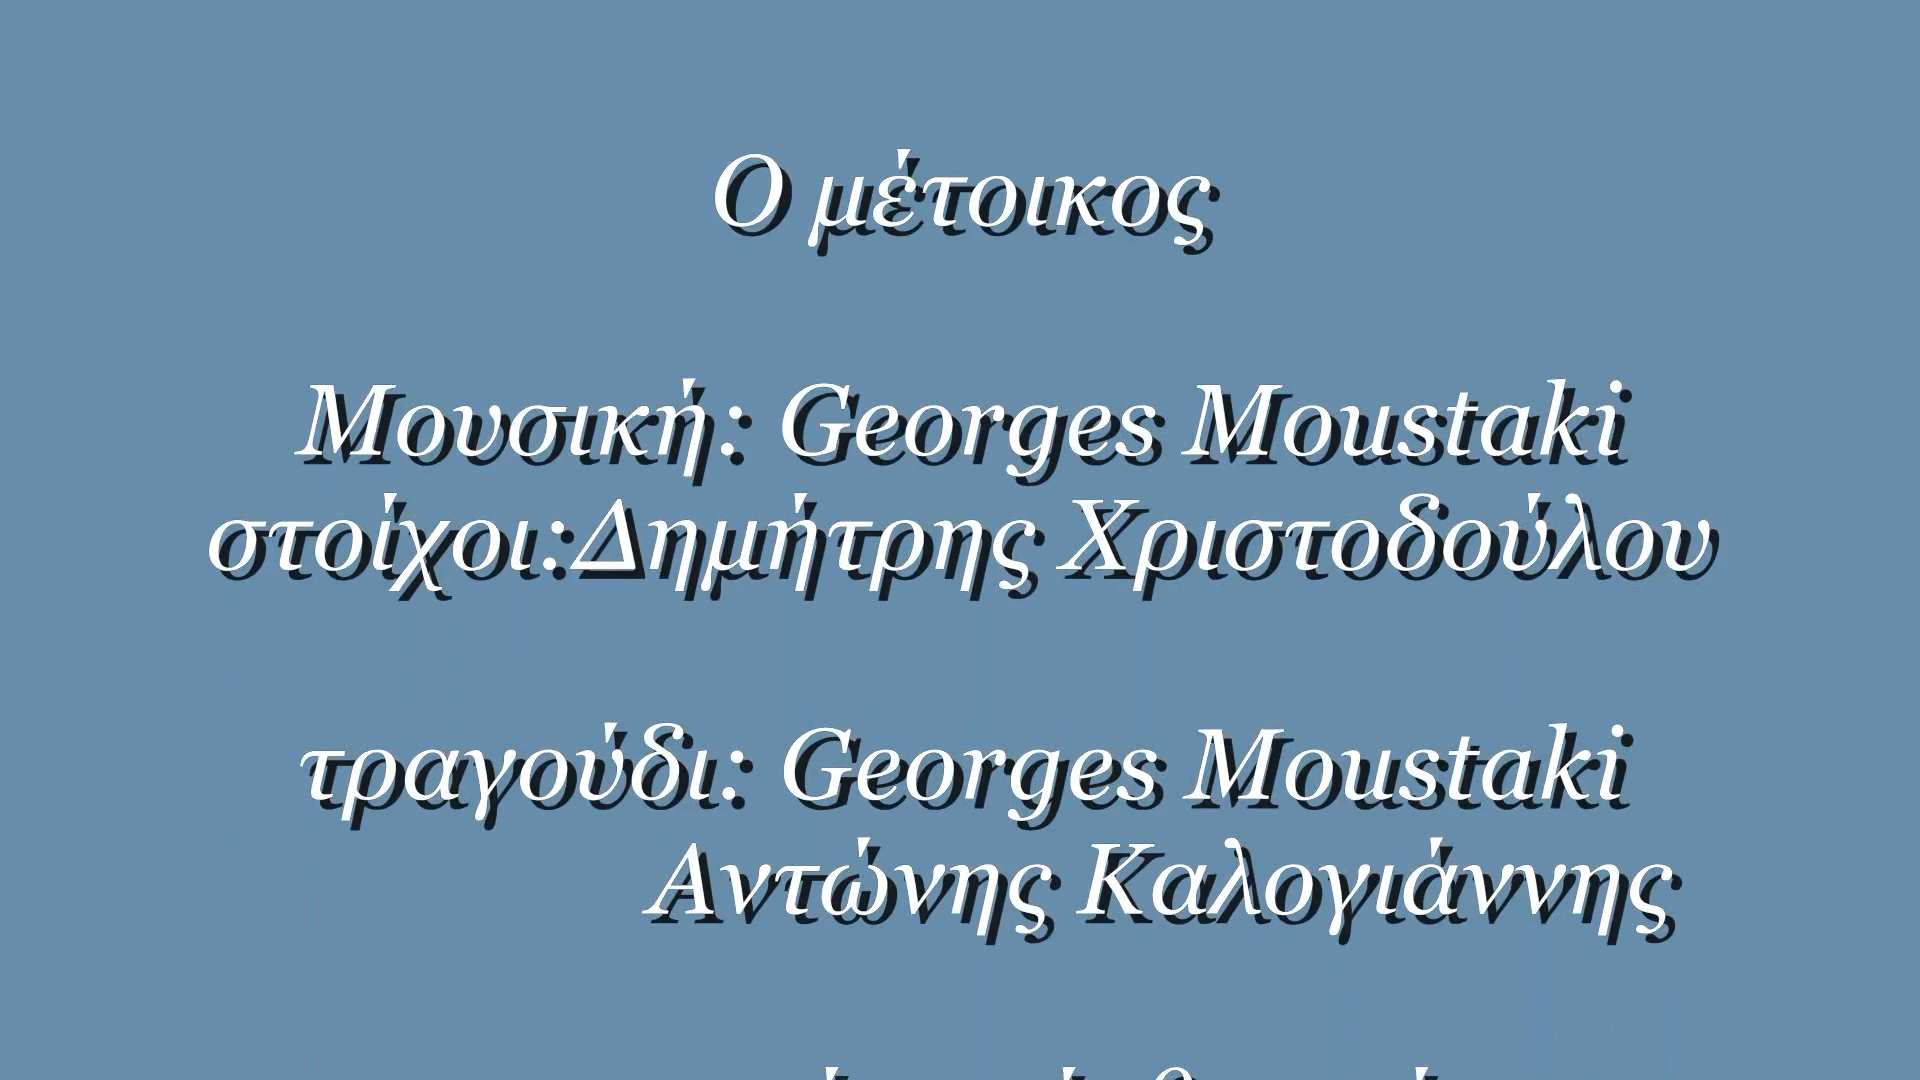 Ο μέτοικος
Μουσική: Georges Moustaki
στοίχοι:Δημήτρης Χριστοδούλου
τραγούδι: Georges Moustaki
Αντώνης Καλογιάννης